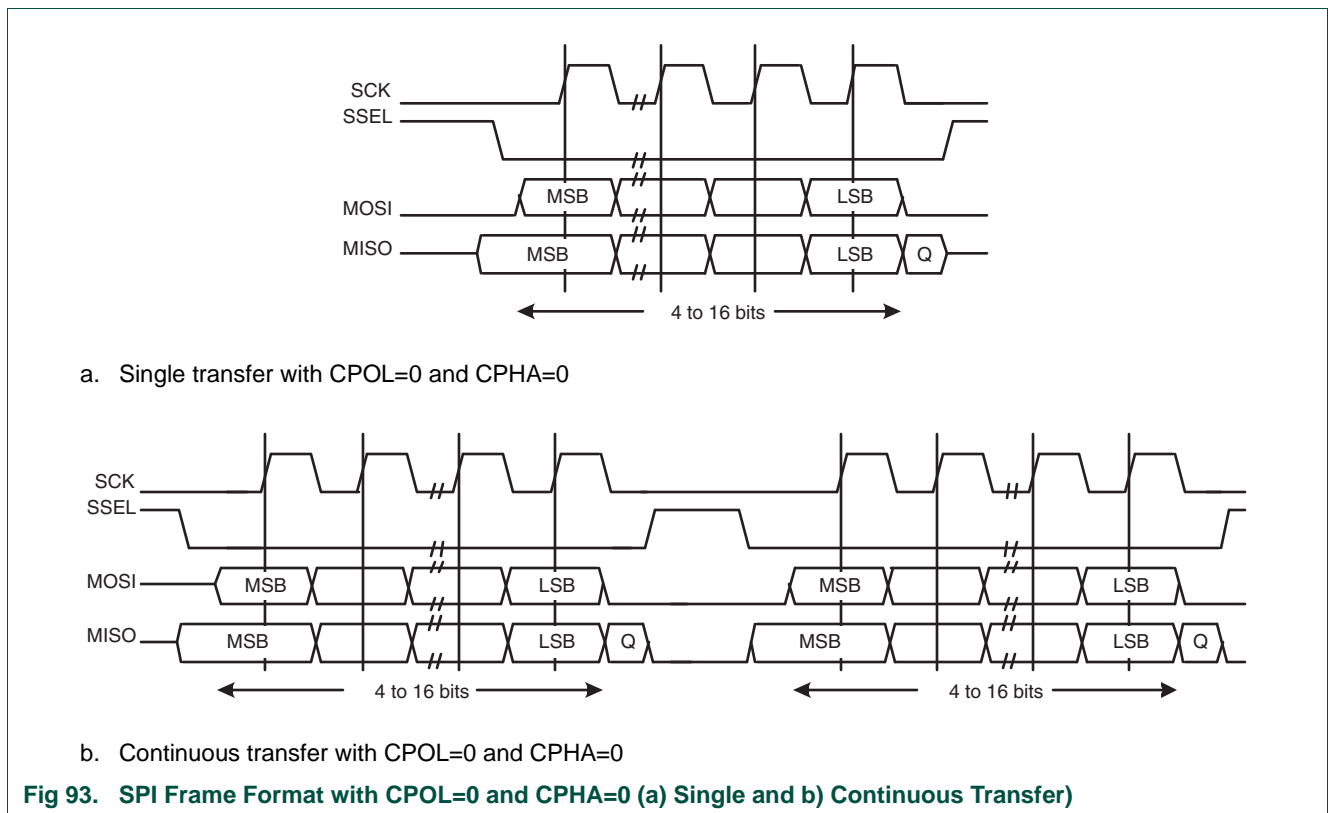 SCK
SSEL
MOSI MSB LSB
MISO MSB LSB Q
4 to 16 bits
a. Single transfer with CPOL=0 and CPHA=0
SCK
SSEL
MOSI MSB LSB MSB LSB
MISO MSB LSB Q MSB LSB Q
4 to 16 bits 4 to 16 bits
b. Continuous transfer with CPOL=0 and CPHA=0
Fig 93. SPI Frame Format with CPOL=0 and CPHA=0 (a) Single and b) Continuous Transfer)